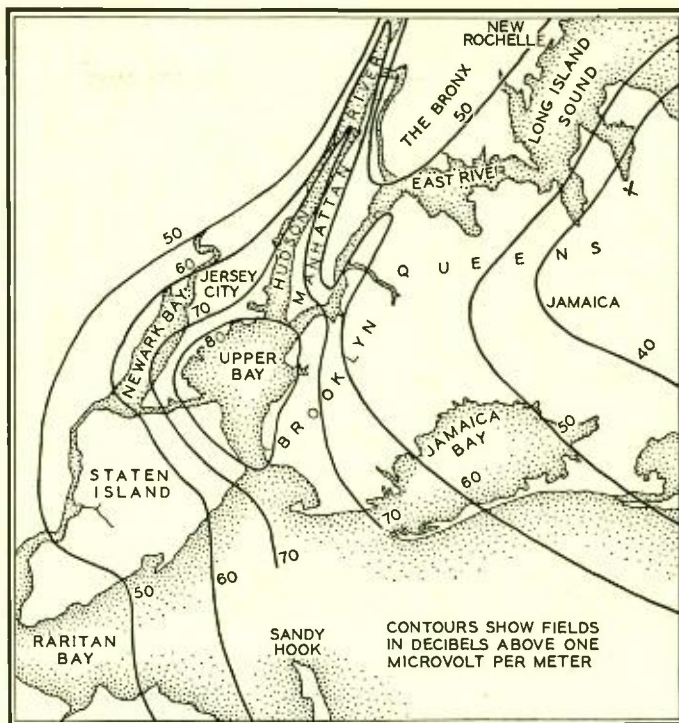 NEW
ROCHELLE
LONG ISLAND
SOUND
THE BRONX
50
RIVER
EAST RIVER
HUDSON
MANHATTAN
X
50
60
JERSEY
CITY
QUEENS
NEWARK BAY
70
JAMAICA
80
UPPER
BAY
BROOKLYN
40
50
JAMAICA
BAY
STATEN
ISLAND
60
70
70
60
50
CONTOURS SHOW FIELDS
IN DECIBELS ABOVE ONE
MICROVOLT PER METER
RARITAN
BAY
SANDY
HOOK